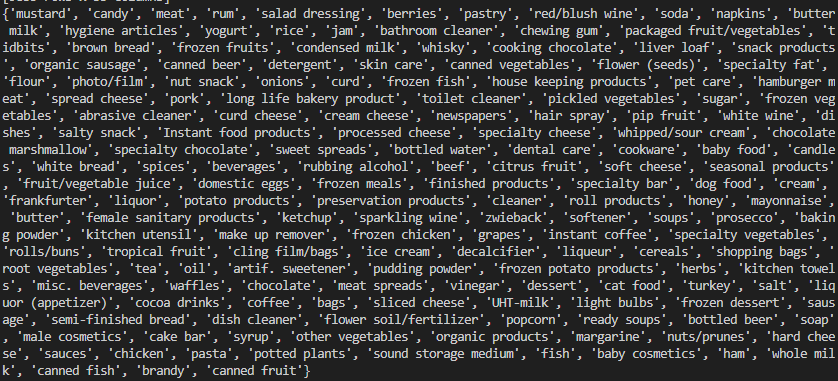 {'mustard', 'candy', 'meat', 'rum', 'salad dressing', 'berries', 'pastry', 'red/blush wine', 'soda', 'napkins', 'butter
 milk', 'hygiene articles', 'yogurt', 'rice', 'jam', 'bathroom cleaner', 'chewing gum', 'packaged fruit/vegetables', 't
idbits', 'brown bread', 'frozen fruits', 'condensed milk', 'whisky', 'cooking chocolate', 'liver loaf', 'snack products
', 'organic sausage', 'canned beer', 'detergent', 'skin care', 'canned vegetables', 'flower (seeds)', 'specialty fat',
'flour', 'photo/film', 'nut snack', 'onions', 'curd', 'frozen fish', 'house keeping products', 'pet care', 'hamburger m
eat', 'spread cheese', 'pork', 'long life bakery product', 'toilet cleaner', 'pickled vegetables', 'sugar', 'frozen veg
etables', 'abrasive cleaner', 'curd cheese', 'cream cheese', 'newspapers', 'hair spray', 'pip fruit', 'white wine', 'di
shes', 'salty snack', 'Instant food products', 'processed cheese', 'specialty cheese', 'whipped/sour cream', 'chocolate
 marshmallow', 'specialty chocolate', 'sweet spreads', 'bottled water', 'dental care', 'cookware', 'baby food', 'candle
s', 'white bread', 'spices', 'beverages', 'rubbing alcohol', 'beef', 'citrus fruit', 'soft cheese', 'seasonal products'
, 'fruit/vegetable juice', 'domestic eggs', 'frozen meals', 'finished products', 'specialty bar', 'dog food', 'cream',
'frankfurter', 'liquor', 'potato products', 'preservation products', 'cleaner', 'roll products', 'honey', 'mayonnaise',
 'butter', 'female sanitary products', 'ketchup', 'sparkling wine', 'zwieback', 'softener', 'soups', 'prosecco', 'bakin
g powder', 'kitchen utensil', 'make up remover', 'frozen chicken', 'grapes', 'instant coffee', 'specialty vegetables',
'rolls/buns', 'tropical fruit', 'cling film/bags', 'ice cream', 'decalcifier', 'liqueur', 'cereals', 'shopping bags', '
root vegetables', 'tea', 'oil', 'artif. sweetener', 'pudding powder', 'frozen potato products', 'herbs', 'kitchen towel
s', 'misc. beverages', 'waffles', 'chocolate', 'meat spreads', 'vinegar', 'dessert', 'cat food', 'turkey', 'salt', 'liq
uor (appetizer)', 'cocoa drinks', 'coffee', 'bags', 'sliced cheese', 'UHT-milk', 'light bulbs', 'frozen dessert', 'saus
age', 'semi-finished bread', 'dish cleaner', 'flower soil/fertilizer', 'popcorn', 'ready soups', 'bottled beer', 'soap'
, 'male cosmetics', 'cake bar', 'syrup', 'other vegetables', 'organic products', 'margarine', 'nuts/prunes', 'hard chee
se', 'sauces', 'chicken', 'pasta', 'potted plants', 'sound storage medium', 'fish', 'baby cosmetics', 'ham', 'whole mil
k', 'canned fish', 'brandy', 'canned fruit'}